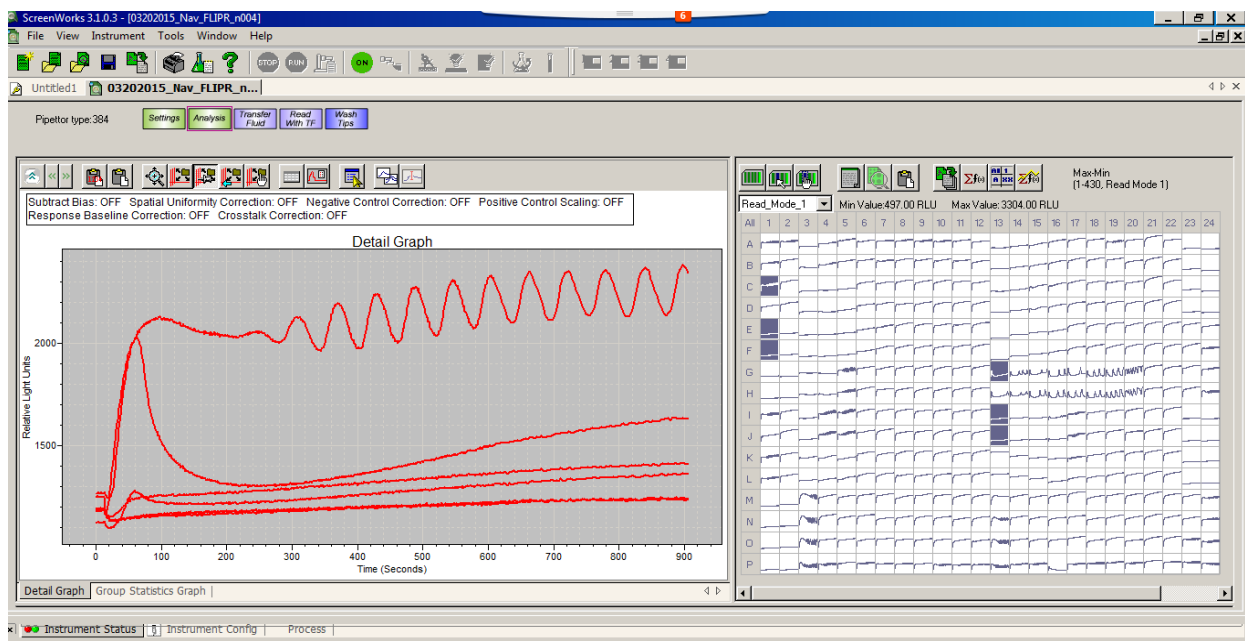 ScreenWorks 3.1.0.3 - [03202015_Nav_FLIPR_n004]
6
File View Instrument Tools Window Help
STOP RUN ON
Untitled1 03202015_Nav_FLIPR_n...
Pipettor type:384 Settings Analysis Transfer Fluid Read With TF Wash Tips
Max-Min
(1-430, Read Mode 1)
Subtract Bias: OFF Spatial Uniformity Correction: OFF Negative Control Correction: OFF Positive Control Scaling: OFF
Response Baseline Correction: OFF Crosstalk Correction: OFF
Read_Mode_1 Min Value:497.00 RLU Max Value: 3304.00 RLU
All 1 2 3 4 5 6 7 8 9 10 11 12 13 14 15 16 17 18 19 20 21 22 23 24
A
B
C
D
E
F
G
H
I
J
K
L
M
N
O
P
Detail Graph
Relative Light Units
2000
1500
0 100 200 300 400 500 600 700 800 900
Time (Seconds)
Detail Graph Group Statistics Graph
Instrument Status Instrument Config Process